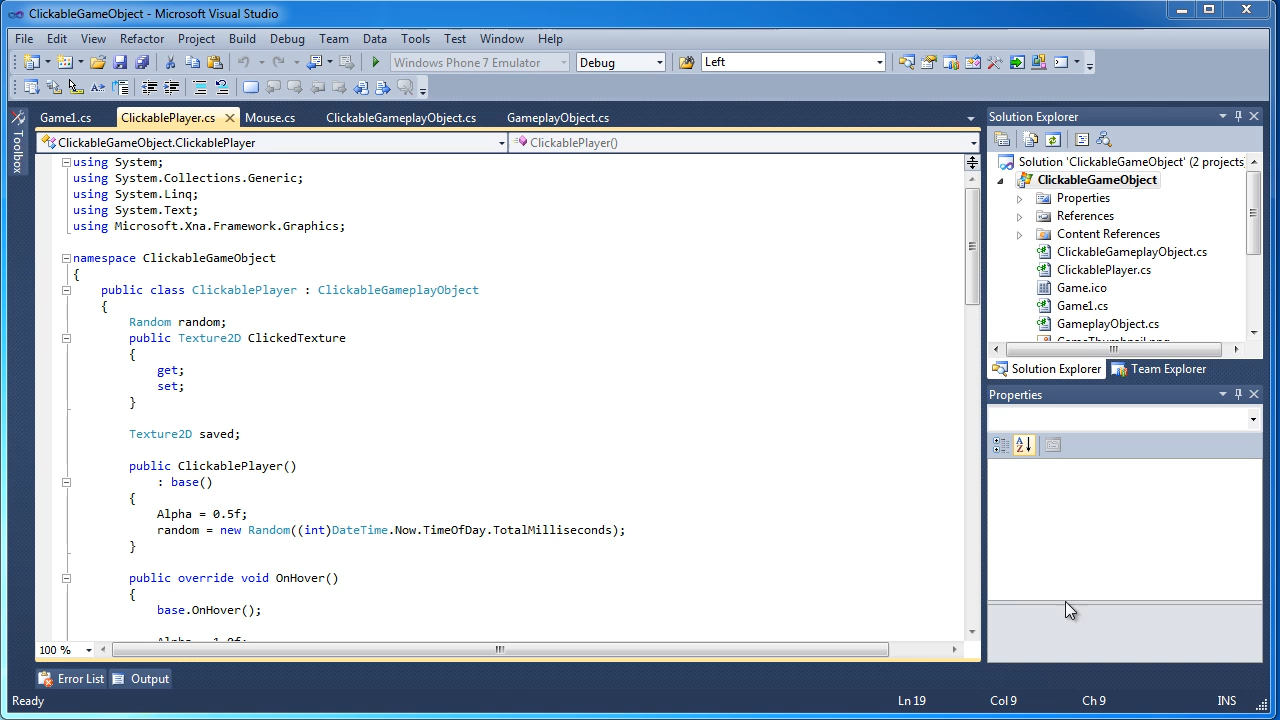 ClickableGameObject - Microsoft Visual Studio
File Edit View Refactor Project Build Debug Team Data Tools Test Window Help
Windows Phone 7 Emulator Debug Left
Toolbox
Game1.cs ClickablePlayer.cs Mouse.cs ClickableGameplayObject.cs GameplayObject.cs
ClickableGameObject.ClickablePlayer ClickablePlayer()
using System;
using System.Collections.Generic;
using System.Linq;
using System.Text;
using Microsoft.Xna.Framework.Graphics;
namespace ClickableGameObject
{
public class ClickablePlayer : ClickableGameplayObject
{
Random random;
public Texture2D ClickedTexture
{
get;
set;
}
Texture2D saved;
public ClickablePlayer()
: base()
{
Alpha = 0.5f;
random = new Random((int)DateTime.Now.TimeOfDay.TotalMilliseconds);
}
public override void OnHover()
{
base.OnHover();
Alpha = 1.0f;
100 %
Solution Explorer
Solution 'ClickableGameObject' (2 projects)
ClickableGameObject
Properties
References
Content References
ClickableGameplayObject.cs
ClickablePlayer.cs
Game.ico
Game1.cs
GameplayObject.cs
GameThumbnail.png
Solution Explorer Team Explorer
Properties
Error List Output
Ready Ln 19 Col 9 Ch 9 INS